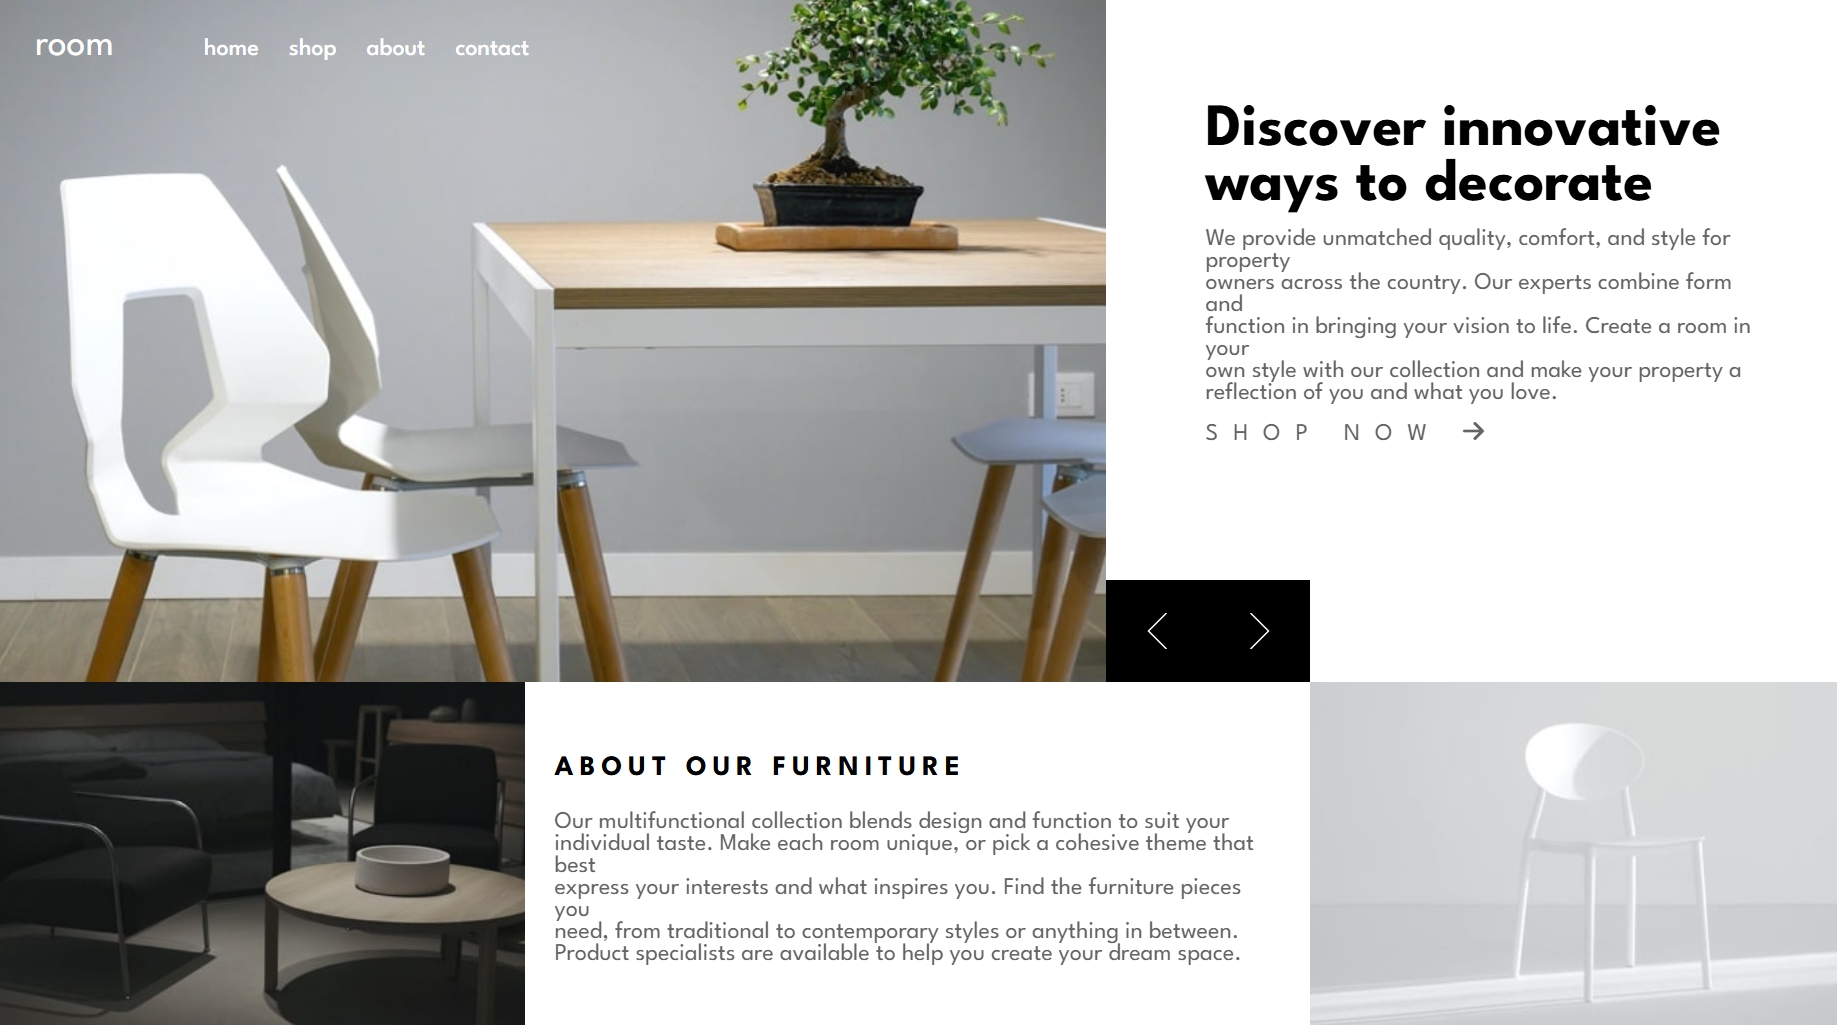 room
home shop about contact
Discover innovative
ways to decorate
We provide unmatched quality, comfort, and style for
property
owners across the country. Our experts combine form
and
function in bringing your vision to life. Create a room in
your
own style with our collection and make your property a
reflection of you and what you love.
SHOP NOW →
ABOUT OUR FURNITURE
Our multifunctional collection blends design and function to suit your
individual taste. Make each room unique, or pick a cohesive theme that
best
express your interests and what inspires you. Find the furniture pieces
you
need, from traditional to contemporary styles or anything in between.
Product specialists are available to help you create your dream space.